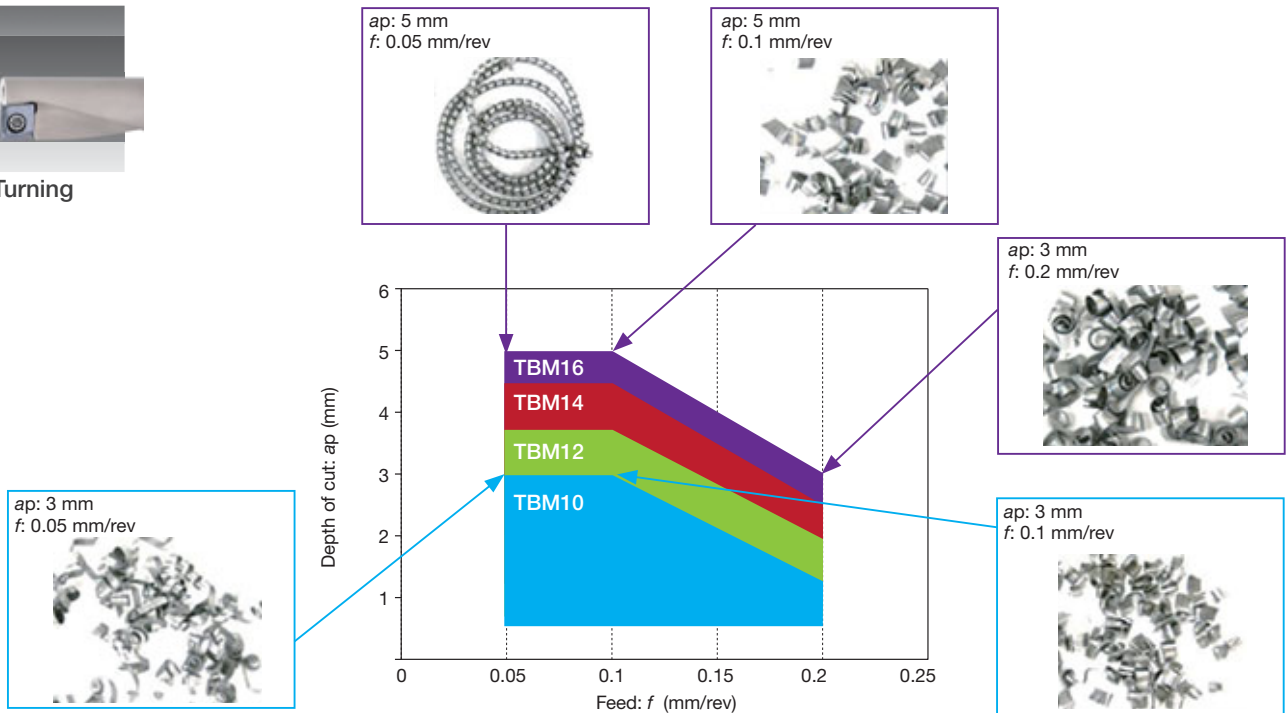 Turning
ap: 5 mm
f: 0.05 mm/rev
ap: 5 mm
f: 0.1 mm/rev
ap: 3 mm
f: 0.2 mm/rev
ap: 3 mm
f: 0.05 mm/rev
ap: 3 mm
f: 0.1 mm/rev
Depth of cut: ap (mm)
6
5
4
3
2
1
TBM16
TBM14
TBM12
TBM10
0
0.05
0.1
0.15
0.2
0.25
Feed: f (mm/rev)